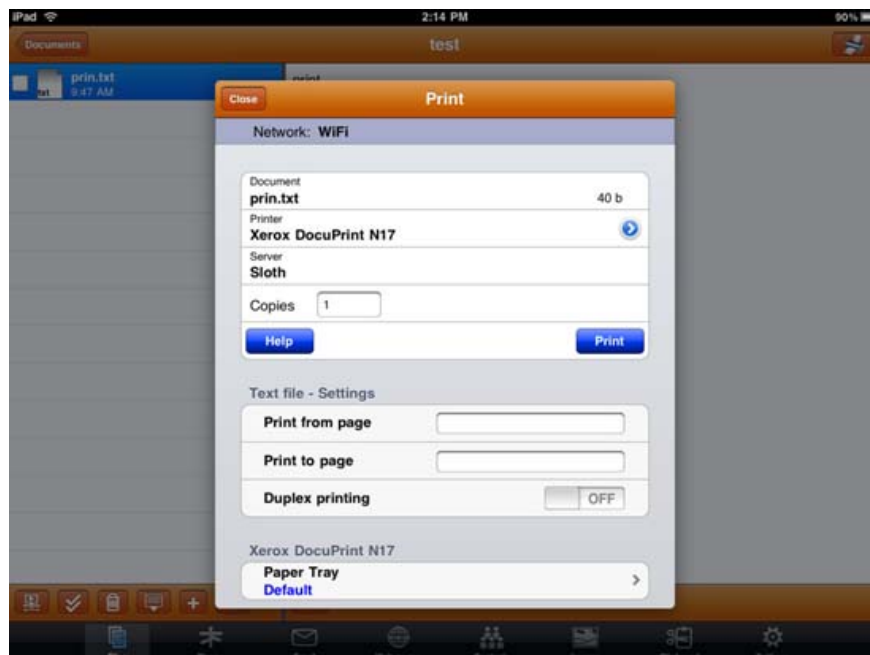 iPad 2:14 PM 90%
Documents test
prin.txt
9:47 AM
txt
print
Close Print
Network: WiFi
Document
prin.txt 40 b
Printer
Xerox DocuPrint N17
Server
Sloth
Copies 1
Help Print
Text file - Settings
Print from page
Print to page
Duplex printing OFF
Xerox DocuPrint N17
Paper Tray
Default